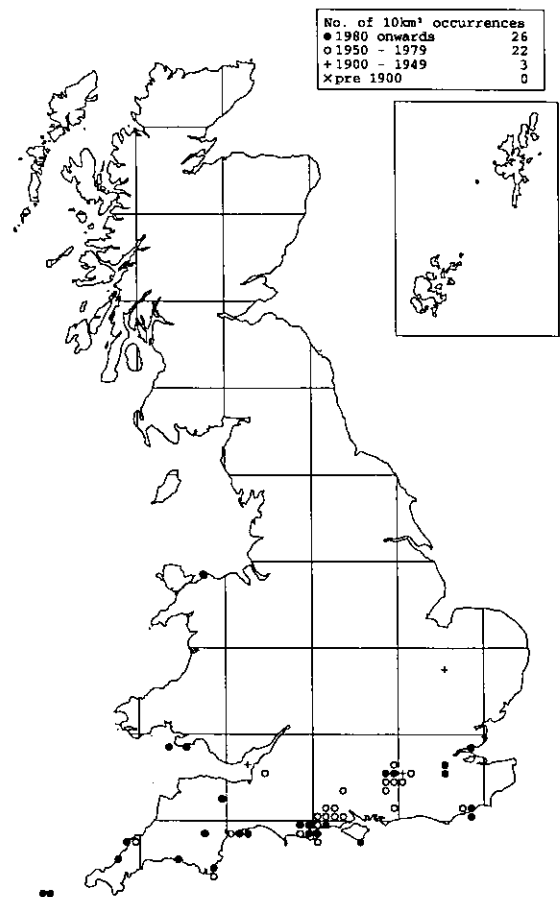 No. of 10km² occurrences
● 1980 onwards 26
○ 1950 - 1979 22
+ 1900 - 1949 3
× pre 1900 0